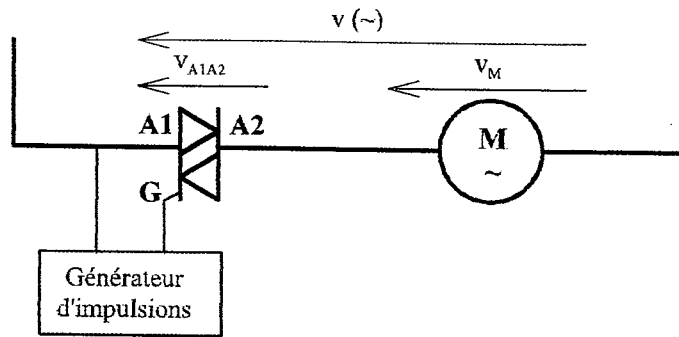 v (~)
v_A1A2
v_M
A1
A2
M
~
G
Générateur
d'impulsions